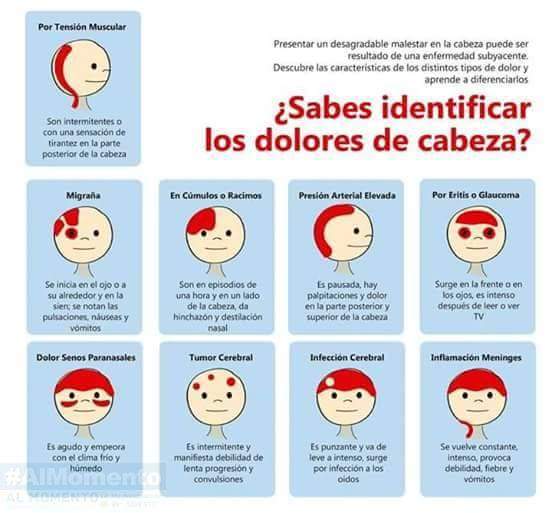 Por Tensión Muscular
Son intermitentes o
con una sensación de
tirantez en la parte
posterior de la cabeza
Presentar un desagradable malestar en la cabeza puede ser
resultado de una enfermedad subyacente.
Descubre las características de los distintos tipos de dolor y
aprende a diferenciarlos
¿Sabes identificar
los dolores de cabeza?
Migraña
Se inicia en el ojo o a
su alrededor y en la
sien; se notan las
pulsaciones, náuseas y
vómitos
En Cúmulos o Racimos
Son en episodios de
una hora y en un lado
de la cabeza, da
hinchazón y destilación
nasal
Presión Arterial Elevada
Es pausada, hay
palpitaciones y dolor
en la parte posterior y
superior de la cabeza
Por Eritis o Glaucoma
Surge en la frente o en
los ojos, es intenso
después de leer o ver
TV
Dolor Senos Paranasales
Es agudo y empeora
con el clima frío y
húmedo
Tumor Cerebral
Es intermitente y
manifiesta debilidad de
lenta progresión y
convulsiones
Infección Cerebral
Es punzante y va de
leve a intenso, surge
por infección a los
oidos
Inflamación Meninges
Se vuelve constante,
intenso, provoca
debilidad, fiebre y
vómitos
#AlMomento
AL MOMENTO